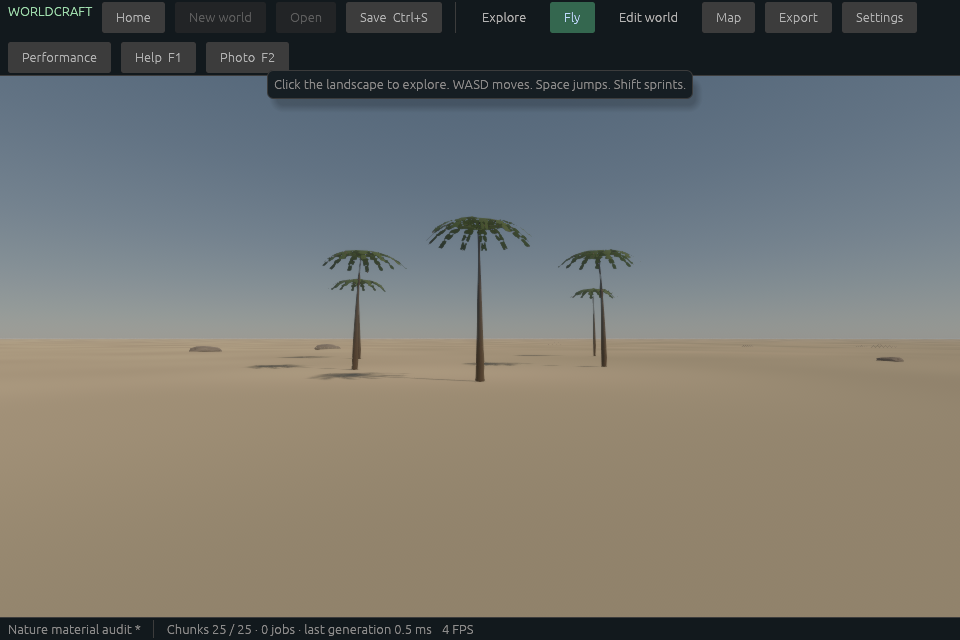 WORLDCRAFT Home New world Open Save Ctrl+S Explore Fly Edit world Map Export Settings
Performance Help F1 Photo F2
Click the landscape to explore. WASD moves. Space jumps. Shift sprints.
Nature material audit * Chunks 25 / 25 · 0 jobs · last generation 0.5 ms 4 FPS